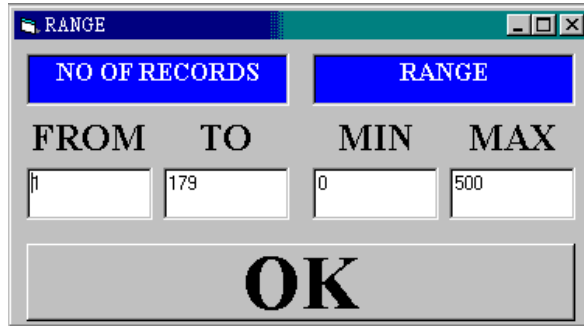 RANGE
NO OF RECORDS RANGE
FROM TO MIN MAX
1 179 0 500
OK